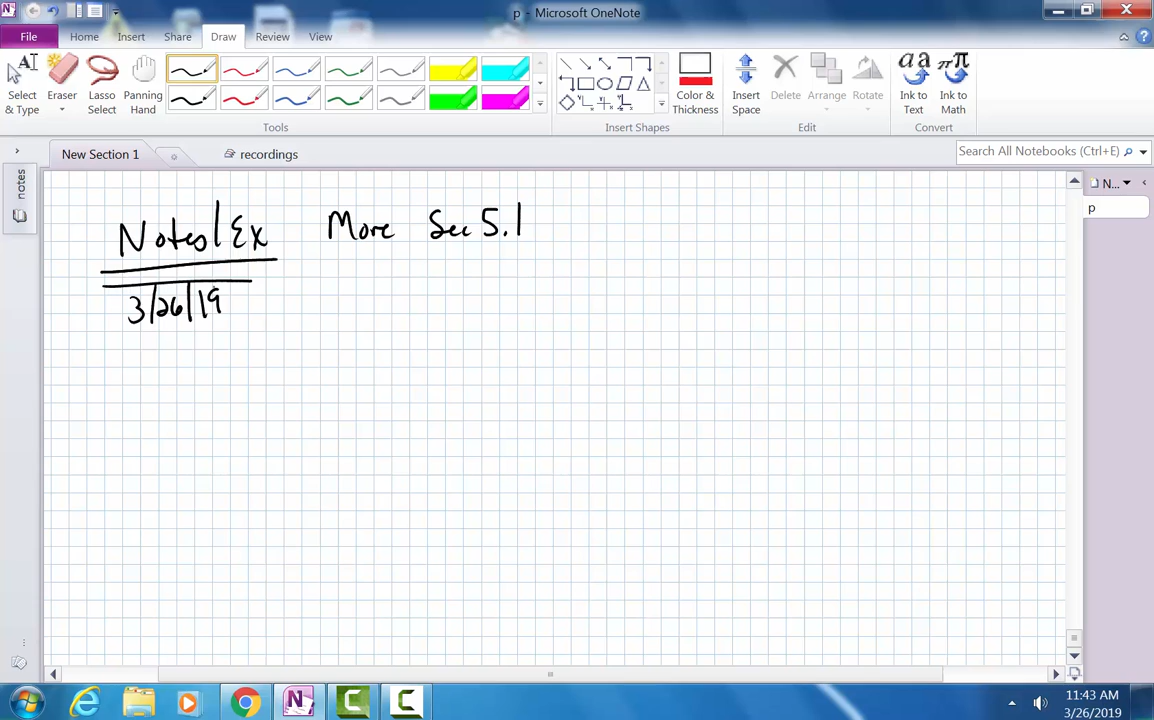 p - Microsoft OneNote
File Home Insert Share Draw Review View
Select & Type
Eraser
Lasso Select
Panning Hand
Color & Thickness
Insert Space
Delete
Arrange
Rotate
Ink to Text
Ink to Math
Tools
Insert Shapes
Edit
Convert
New Section 1
recordings
Search All Notebooks (Ctrl+E)
notes
N...
p
Notes/Ex More Sec 5.1
3/26/19
11:43 AM
3/26/2019